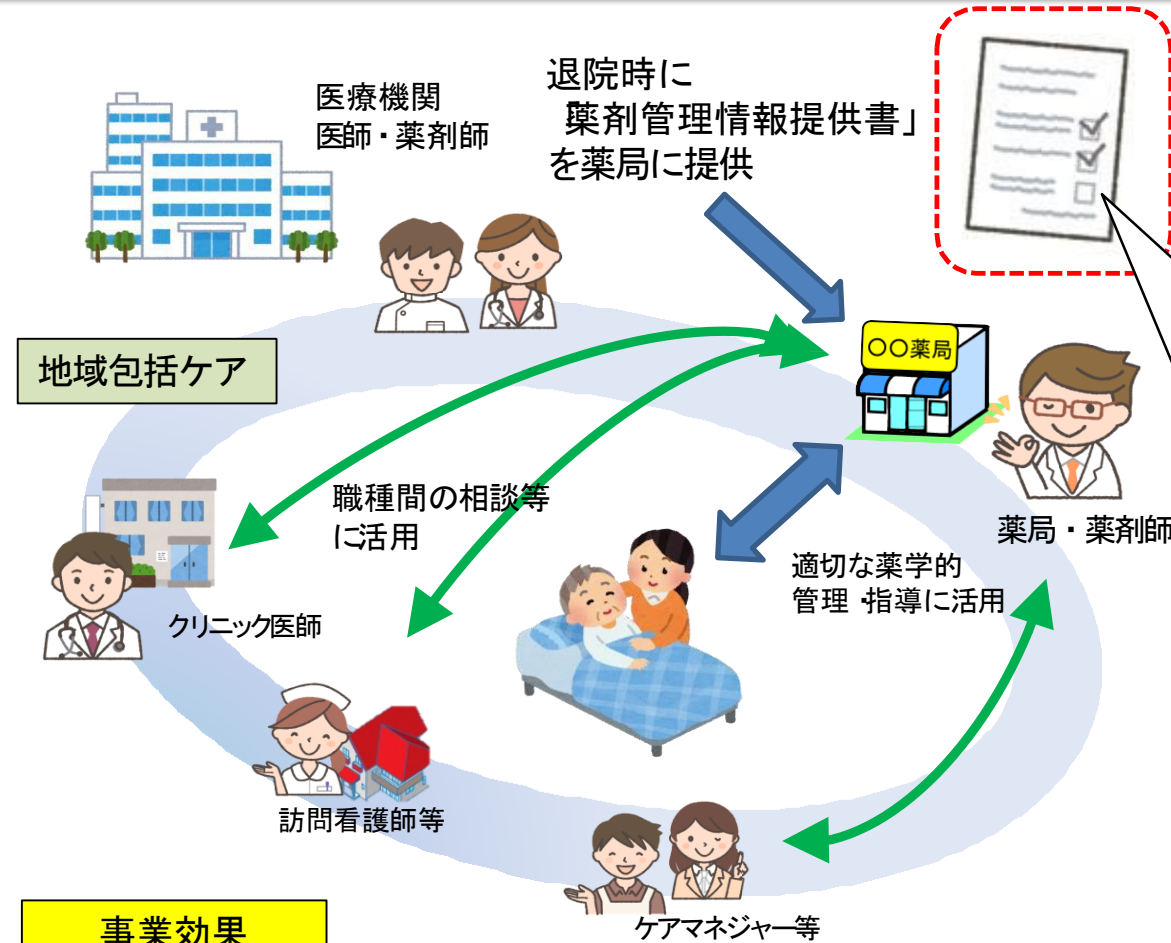 医療機関
医師・薬剤師
退院時に
「薬剤管理情報提供書」
を薬局に提供
地域包括ケア
〇〇薬局
薬局・薬剤師
職種間の相談等
に活用
適切な薬学的
管理・指導に活用
クリニック医師
訪問看護師等
ケアマネジャー等
事業効果